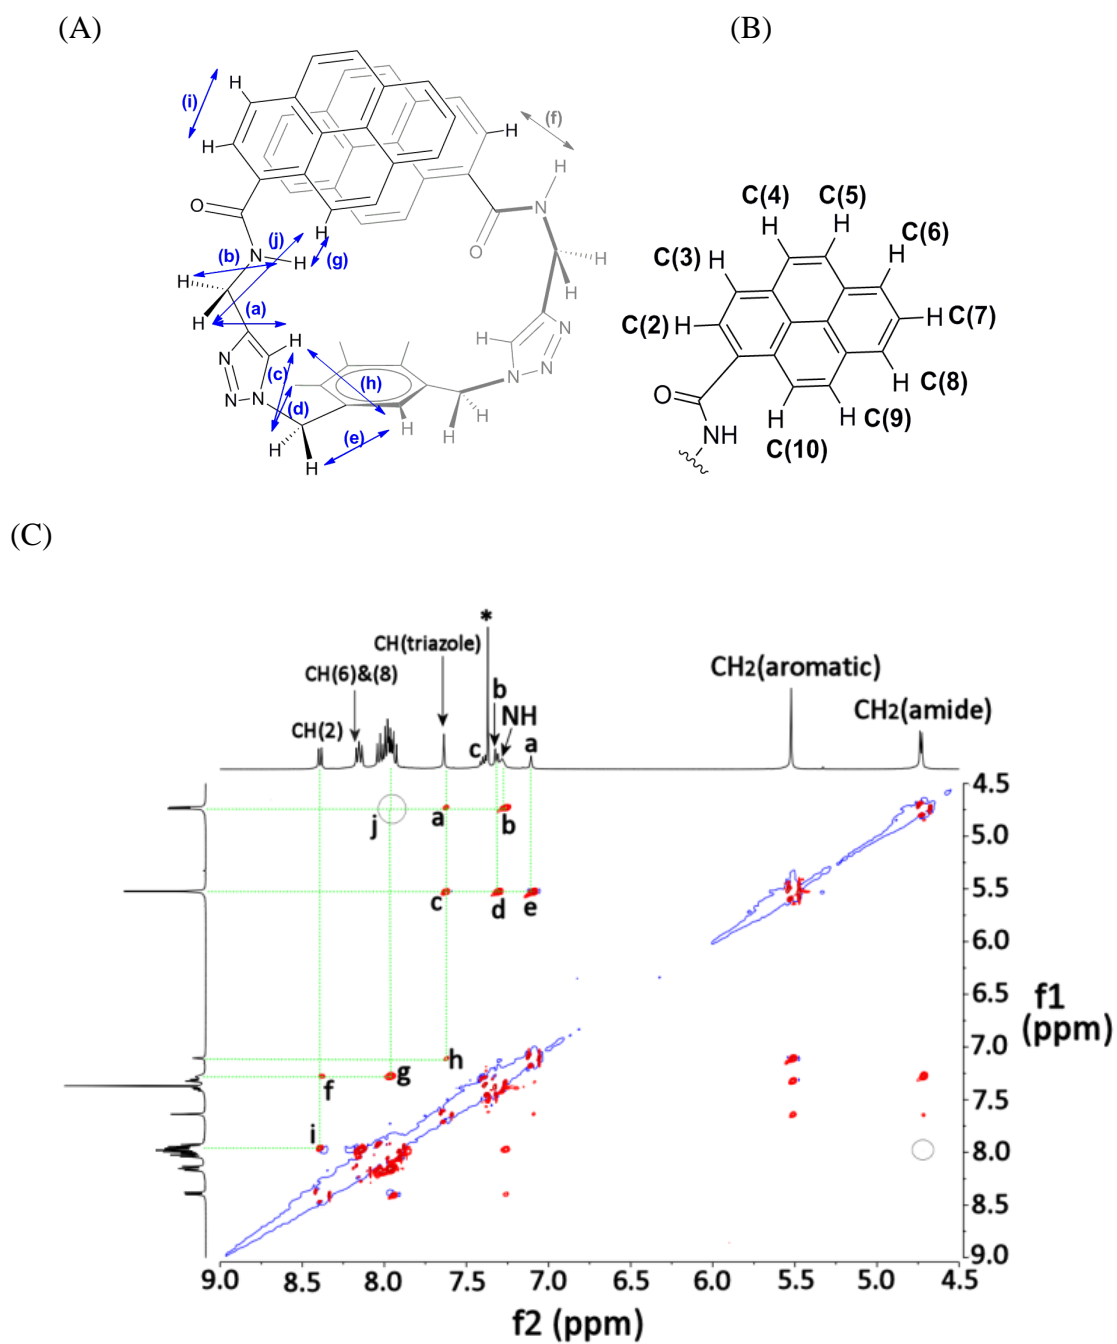 (A)
(B)
H
(i)
H
H
(f)
H
O
N
O
H
(j)
(b)
N
H
(g)
H
H
H
(a)
H
H
N
H
N
(c)
(h)
N
N
N
N
(d)
H
H
(e)
H
H
H
C(4)
C(5)
H
H
C(6)
C(3)
H
H
C(2)
H
H
C(7)
O
H
C(8)
NH
H
H
C(9)
C(10)
(C)
*
CH(triazole)
CH2(aromatic)
CH(6)&(8)
b
CH2(amide)
NH
CH(2)
c
a
4.5
a
b
j
5.0
c
d
e
5.5
6.0
6.5
f1
(ppm)
7.0
h
f
g
7.5
i
8.0
8.5
9.0
9.0
8.5
8.0
7.5
7.0
6.5
6.0
5.5
5.0
4.5
f2 (ppm)